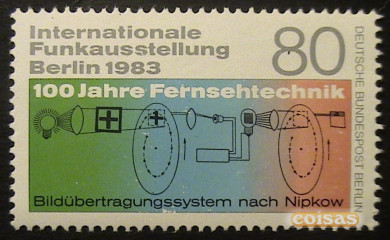 Internationale
Funkausstellung
Berlin 1983
80
100 Jahre Fernsehtechnik
Bildübertragungssystem nach Nipkow
DEUTSCHE BUNDESPOST BERLIN
coisas